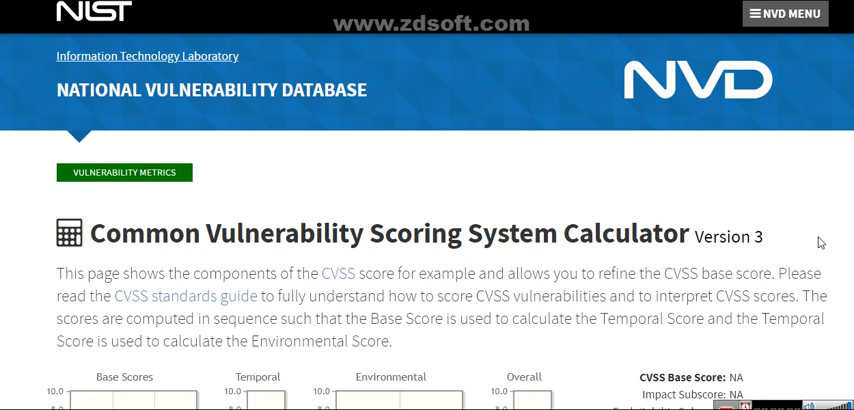 NIST
www.zdsoft.com
NVD MENU
Information Technology Laboratory
NATIONAL VULNERABILITY DATABASE
NVD
VULNERABILITY METRICS
Common Vulnerability Scoring System Calculator Version 3
This page shows the components of the CVSS score for example and allows you to refine the CVSS base score. Please
read the CVSS standards guide to fully understand how to score CVSS vulnerabilities and to interpret CVSS scores. The
scores are computed in sequence such that the Base Score is used to calculate the Temporal Score and the Temporal
Score is used to calculate the Environmental Score.
Base Scores Temporal Environmental Overall
CVSS Base Score: NA
10.0 10.0 10.0 10.0
Impact Subscore: NA